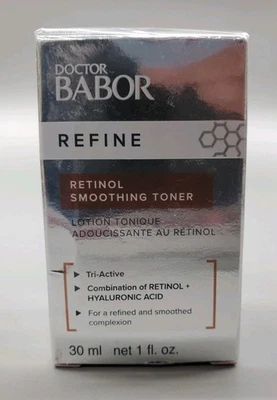 DOCTOR
BABOR
REFINE
RETINOL
SMOOTHING TONER
LOTION TONIQUE
ADOUCISSANTE AU RÉTINOL
Tri-Active
Combination of RETINOL +
HYALURONIC ACID
For a refined and smoothed
complexion
30 ml net 1 fl. oz.